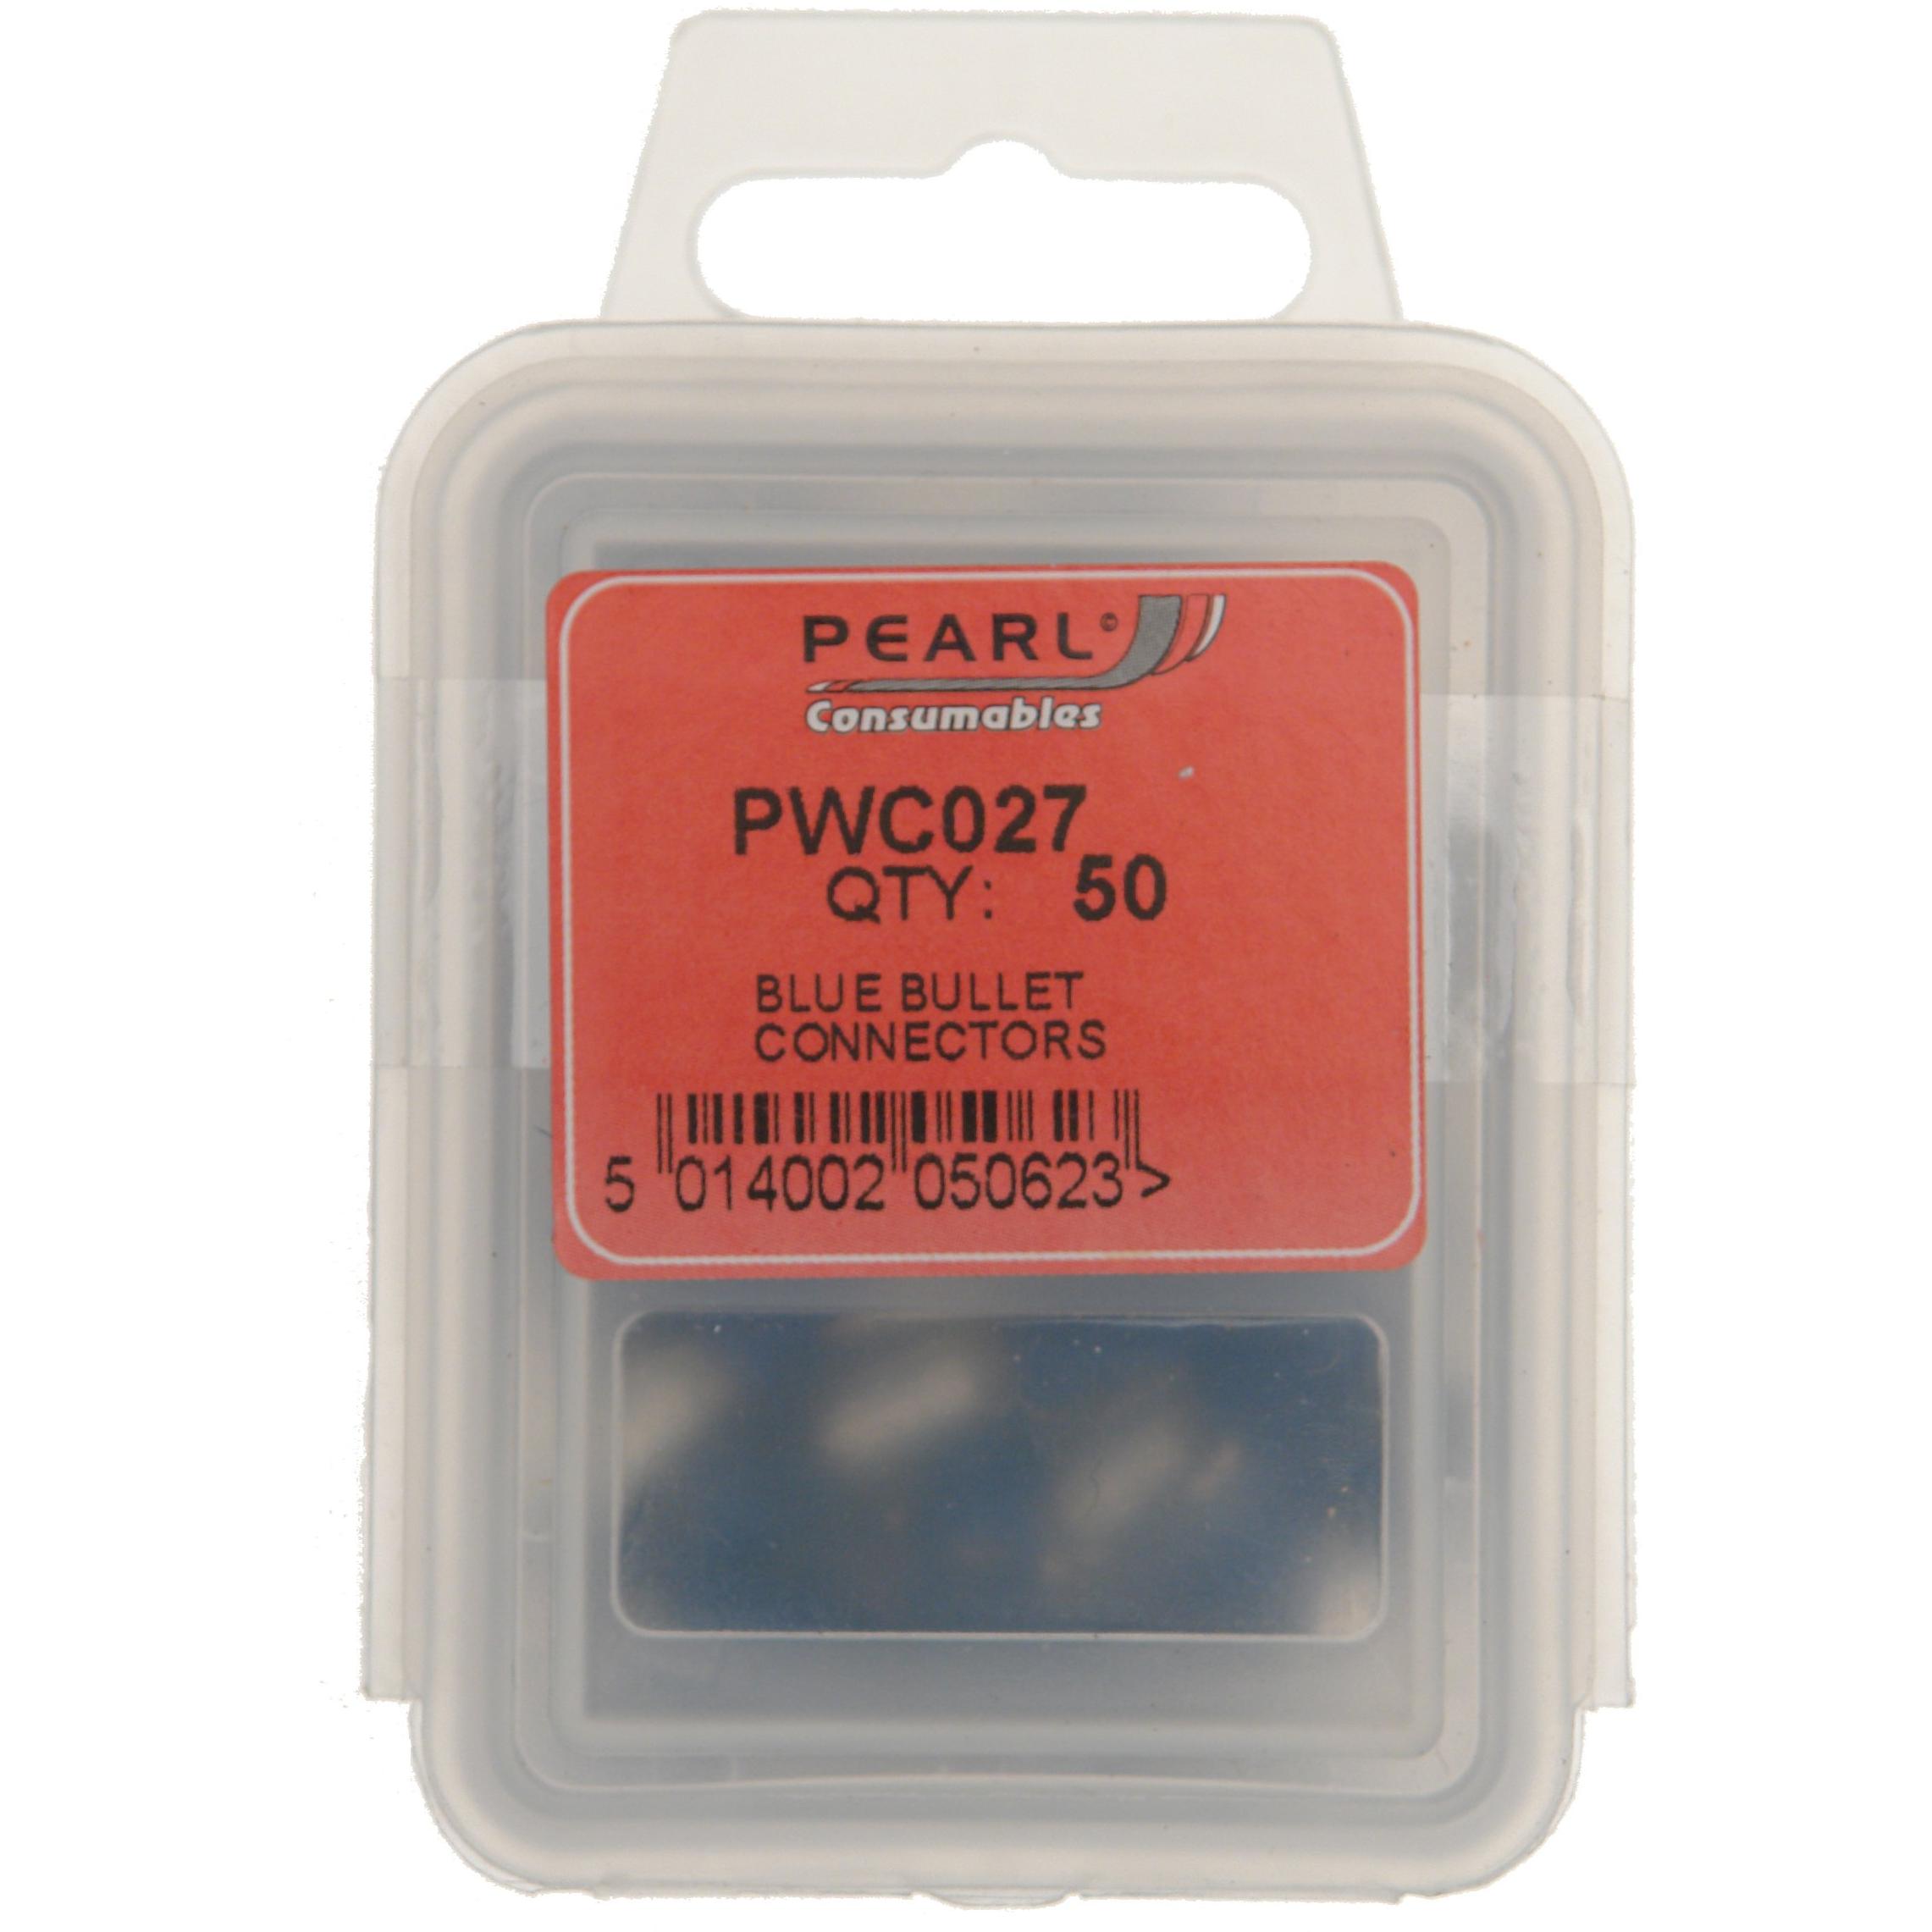 PEARL©
Consumables
PWC027
QTY: 50
BLUE BULLET
CONNECTORS
5 014002 050623 >